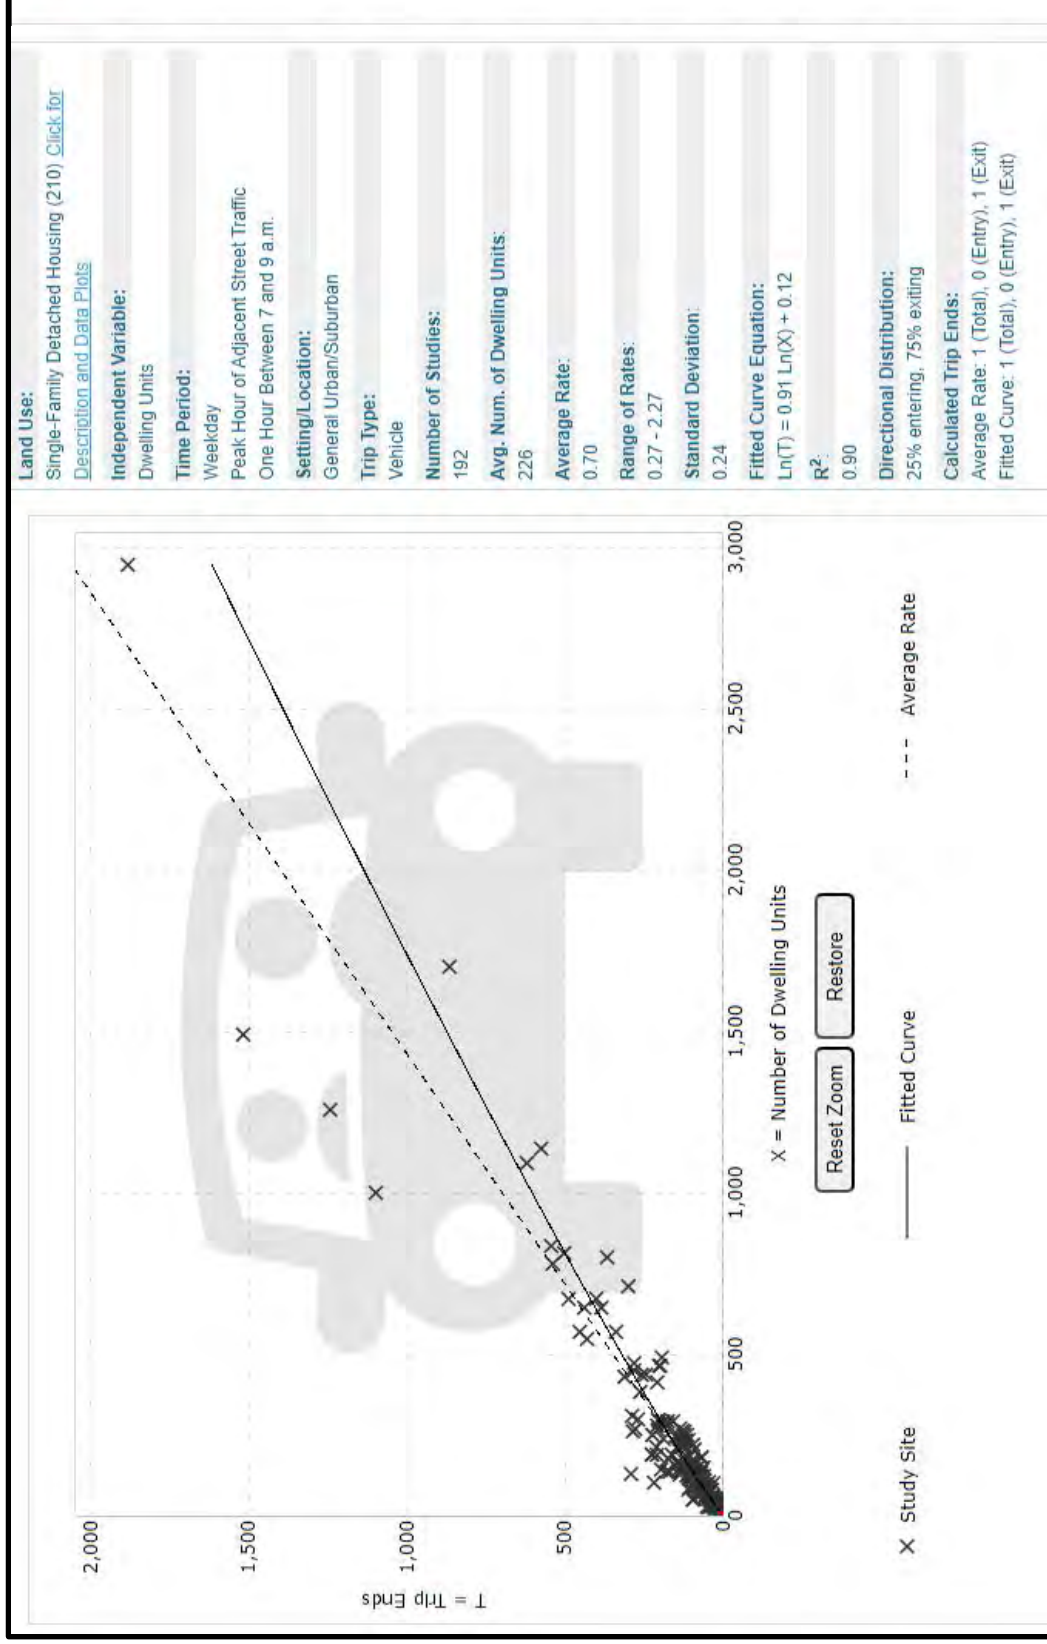 T = Trip Ends
2,000
1,500
1,000
500
0
0
500
1,000
1,500
2,000
2,500
3,000
X = Number of Dwelling Units
Reset Zoom
Restore
× Study Site
Fitted Curve
- - - Average Rate
Land Use:
Single-Family Detached Housing (210) Click for
Description and Data Plots
Independent Variable:
Dwelling Units
Time Period:
Weekday
Peak Hour of Adjacent Street Traffic
One Hour Between 7 and 9 a.m.
Setting/Location:
General Urban/Suburban
Trip Type:
Vehicle
Number of Studies:
192
Avg. Num. of Dwelling Units:
226
Average Rate:
0.70
Range of Rates:
0.27 - 2.27
Standard Deviation:
0.24
Fitted Curve Equation:
Ln(T) = 0.91 Ln(X) + 0.12
R²:
0.90
Directional Distribution:
25% entering, 75% exiting
Calculated Trip Ends:
Average Rate: 1 (Total), 0 (Entry), 1 (Exit)
Fitted Curve: 1 (Total), 0 (Entry), 1 (Exit)